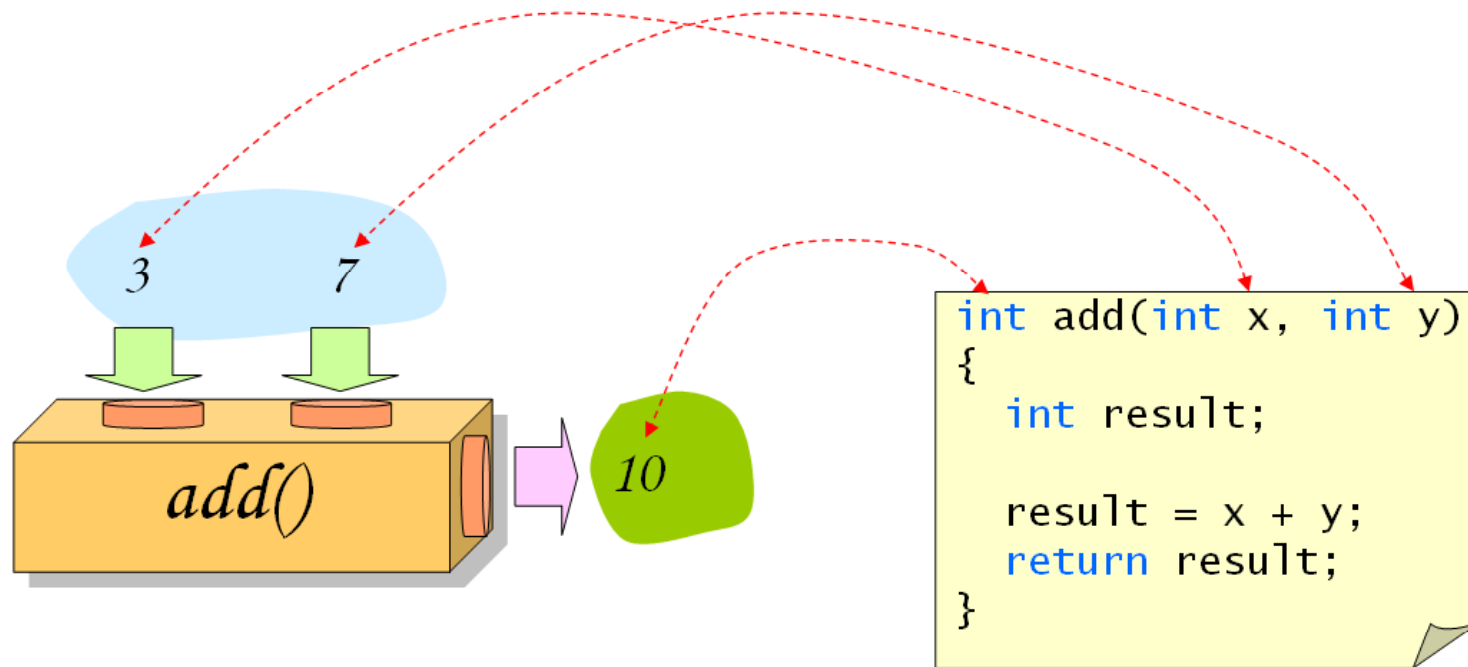 3 7
add()
10
int add(int x, int y)
{
int result;
result = x + y;
return result;
}